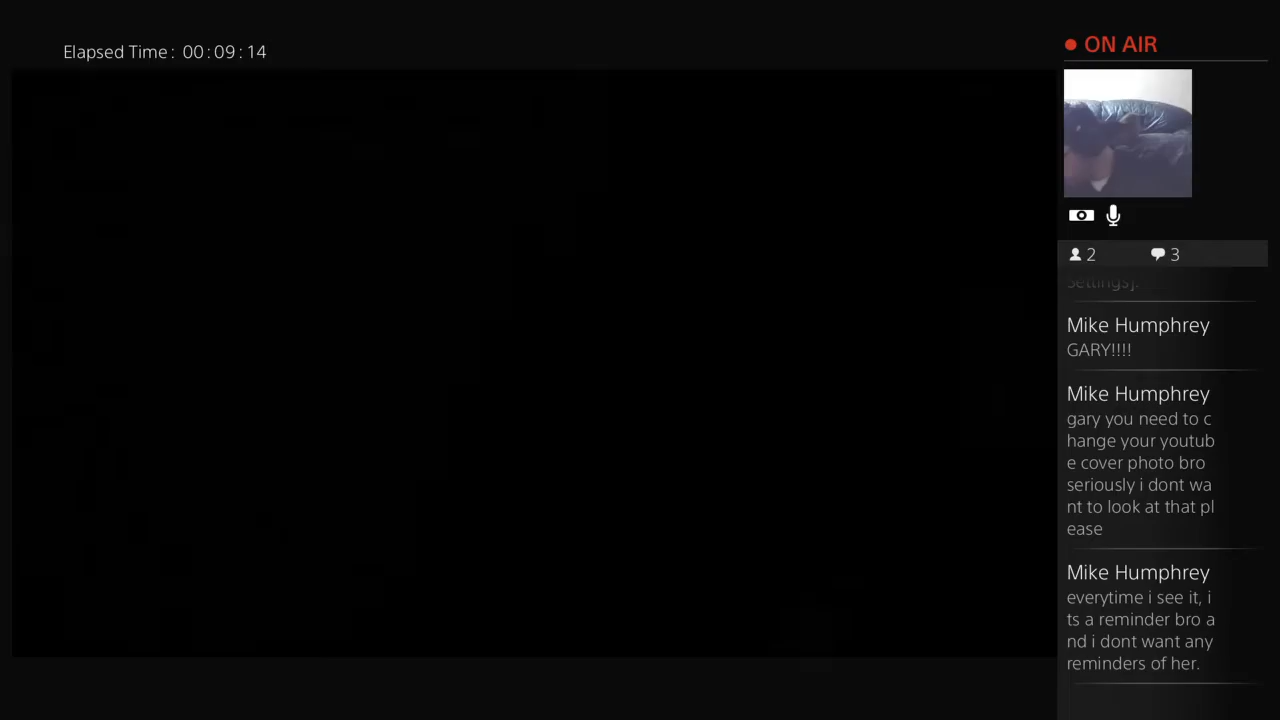 Elapsed Time: 00:09:14
ON AIR
2 3
Settings].
Mike Humphrey
GARY!!!!
Mike Humphrey
gary you need to c
hange your youtub
e cover photo bro
seriously i dont wa
nt to look at that pl
ease
Mike Humphrey
everytime i see it, i
ts a reminder bro a
nd i dont want any
reminders of her.